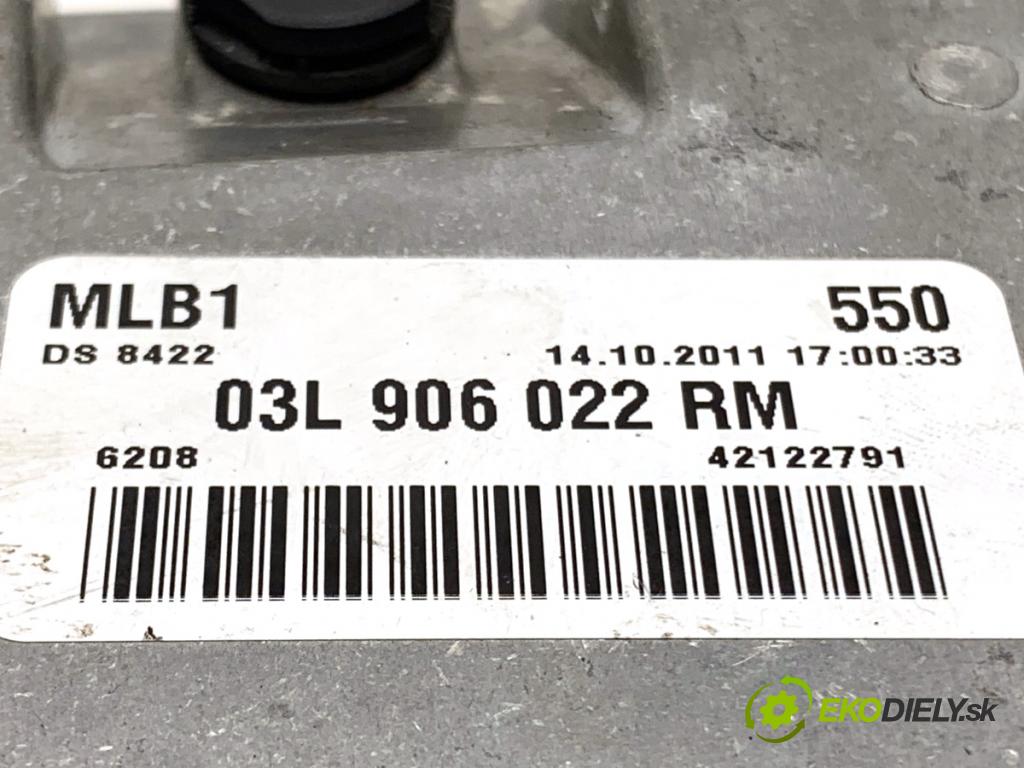 MLB1 550
DS 8422 14.10.2011 17:00:33
03L 906 022 RM
6208 42122791
EKODIELY.sk